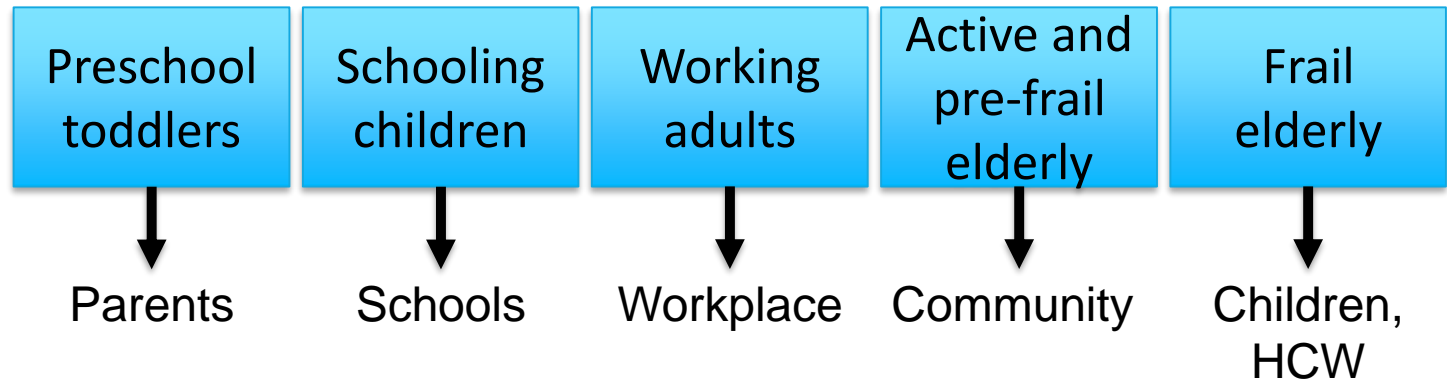 Preschool
toddlers
Schooling
children
Working
adults
Active and
pre-frail
elderly
Frail
elderly
Parents
Schools
Workplace
Community
Children,
HCW